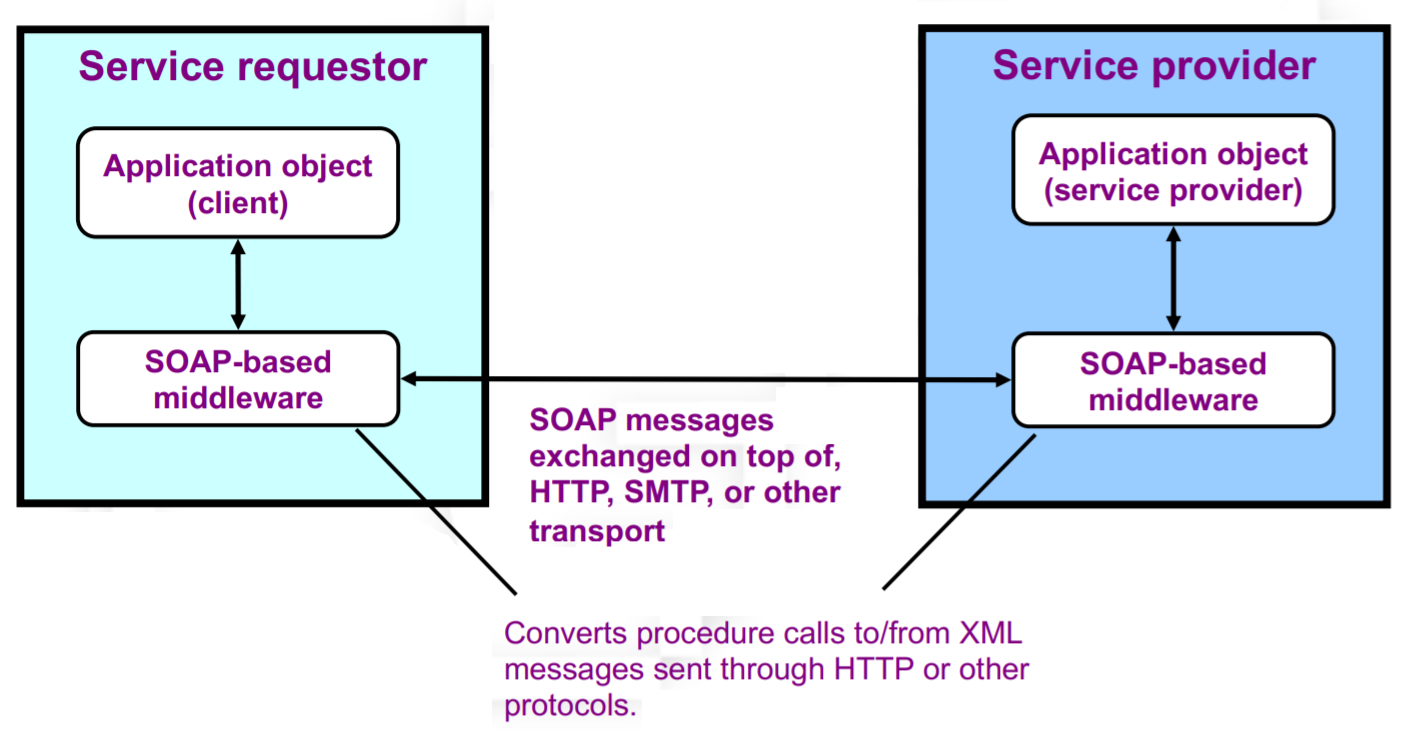 Service requestor
Application object
(client)
SOAP-based
middleware
Service provider
Application object
(service provider)
SOAP-based
middleware
SOAP messages
exchanged on top of,
HTTP, SMTP, or other
transport
Converts procedure calls to/from XML
messages sent through HTTP or other
protocols.